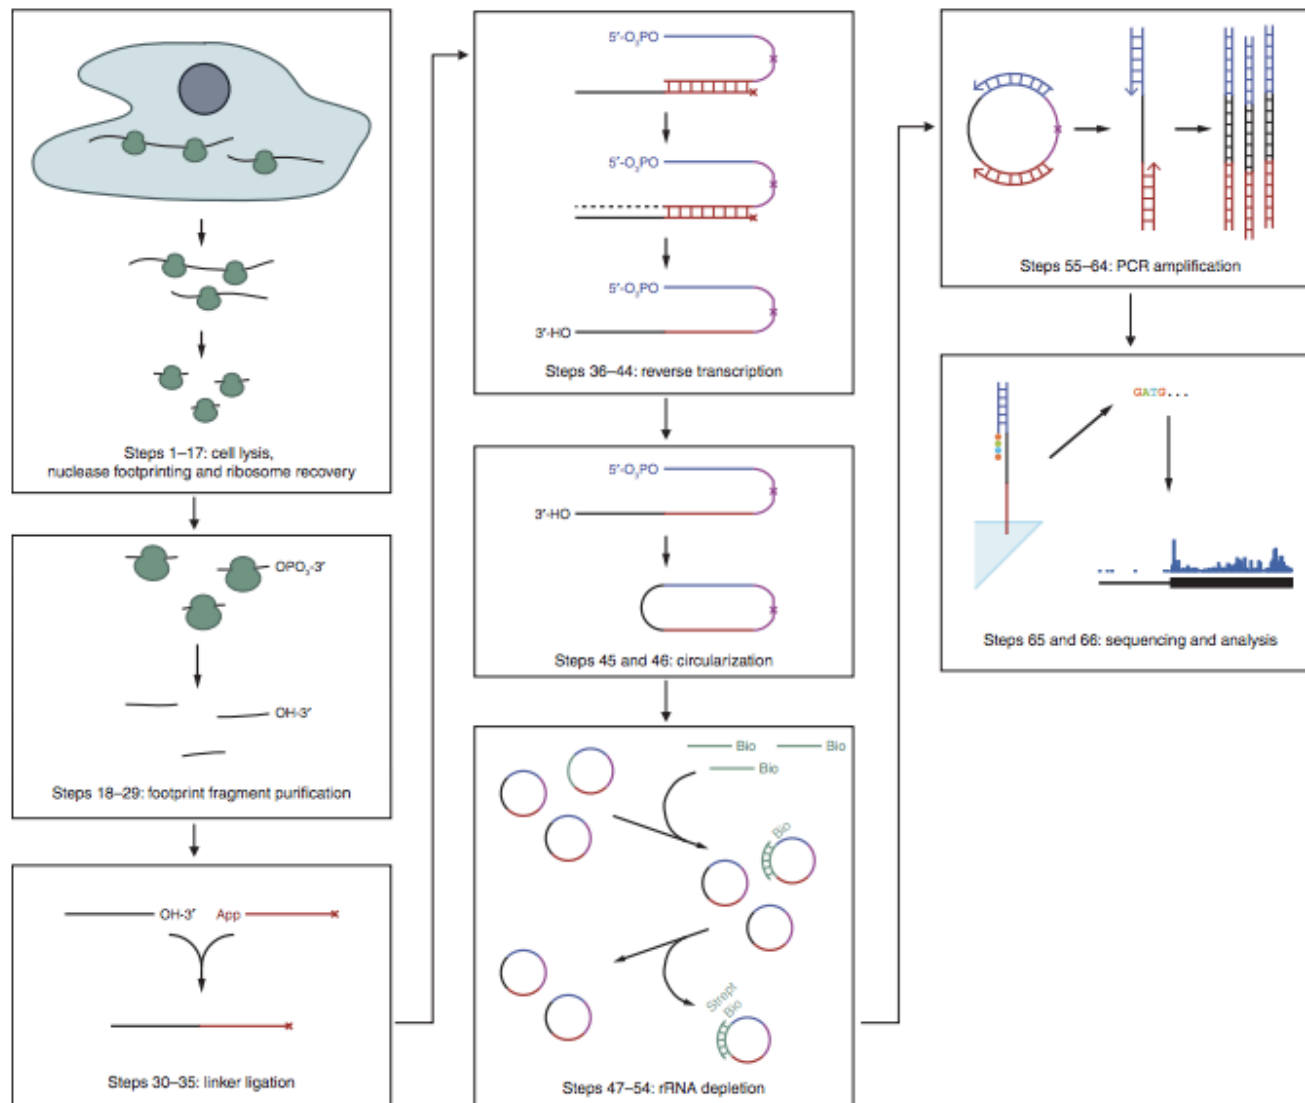 Steps 1–17: cell lysis,
nuclease footprinting and ribosome recovery
OPO₃-3′
OH-3′
Steps 18–29: footprint fragment purification
OH-3′ App
Steps 30–35: linker ligation
5′-O₃PO
5′-O₃PO
5′-O₃PO
3′-HO
Steps 36–44: reverse transcription
5′-O₃PO
3′-HO
Steps 45 and 46: circularization
Bio Bio
Bio
Bio
Strept
Bio
Steps 47–54: rRNA depletion
Steps 55–64: PCR amplification
GATG...
Steps 65 and 66: sequencing and analysis